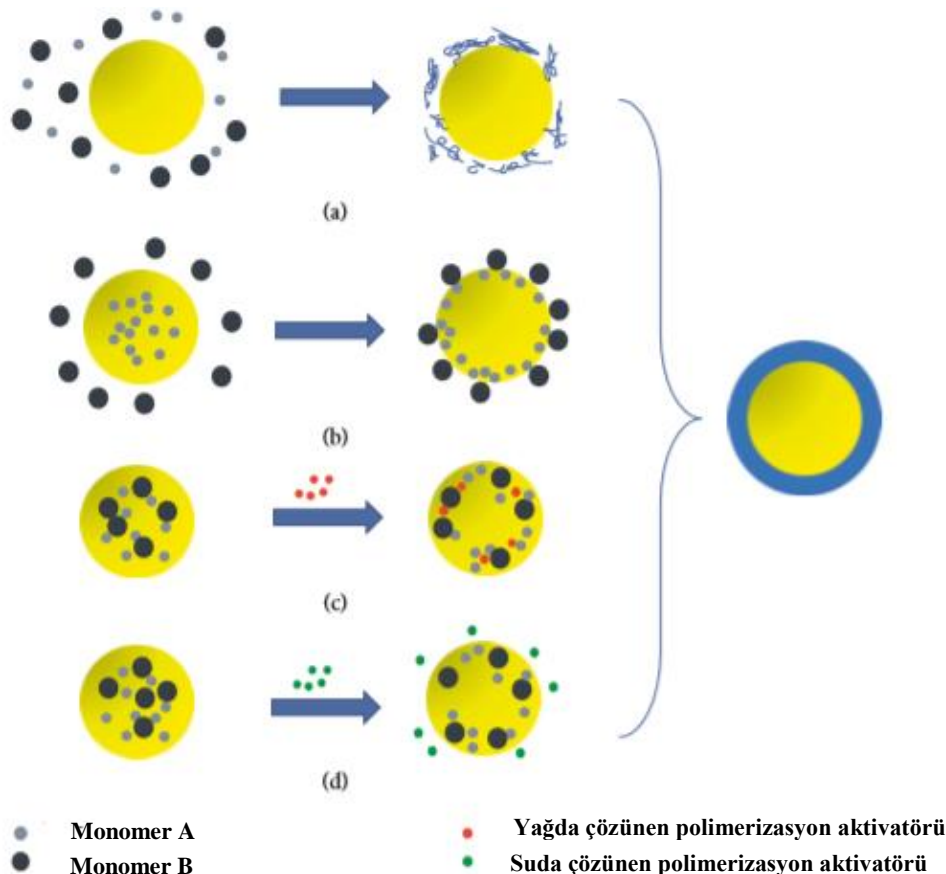 (a)
(b)
(c)
(d)
Monomer A
Monomer B
Yağda çözünen polimerizasyon aktivatörü
Suda çözünen polimerizasyon aktivatörü